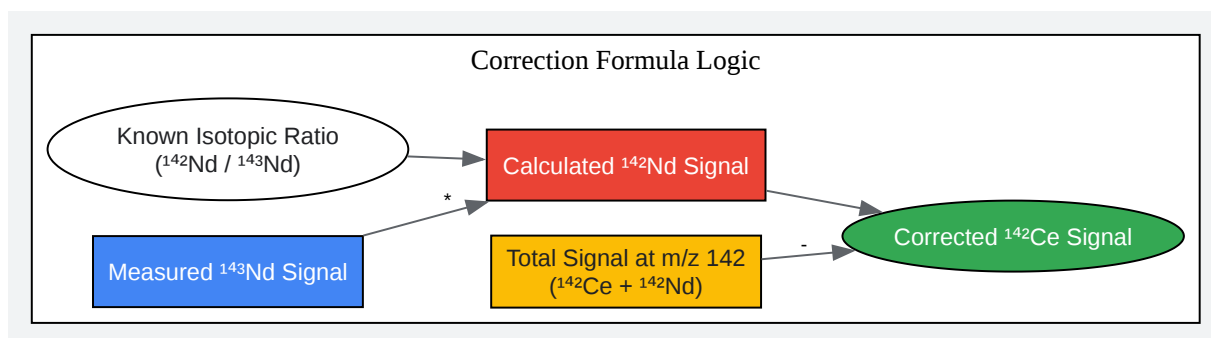 Correction Formula Logic
Known Isotopic Ratio
(¹⁴²Nd / ¹⁴³Nd)
Calculated ¹⁴²Nd Signal
*
Measured ¹⁴³Nd Signal
Total Signal at m/z 142
(¹⁴²Ce + ¹⁴²Nd)
-
Corrected ¹⁴²Ce Signal